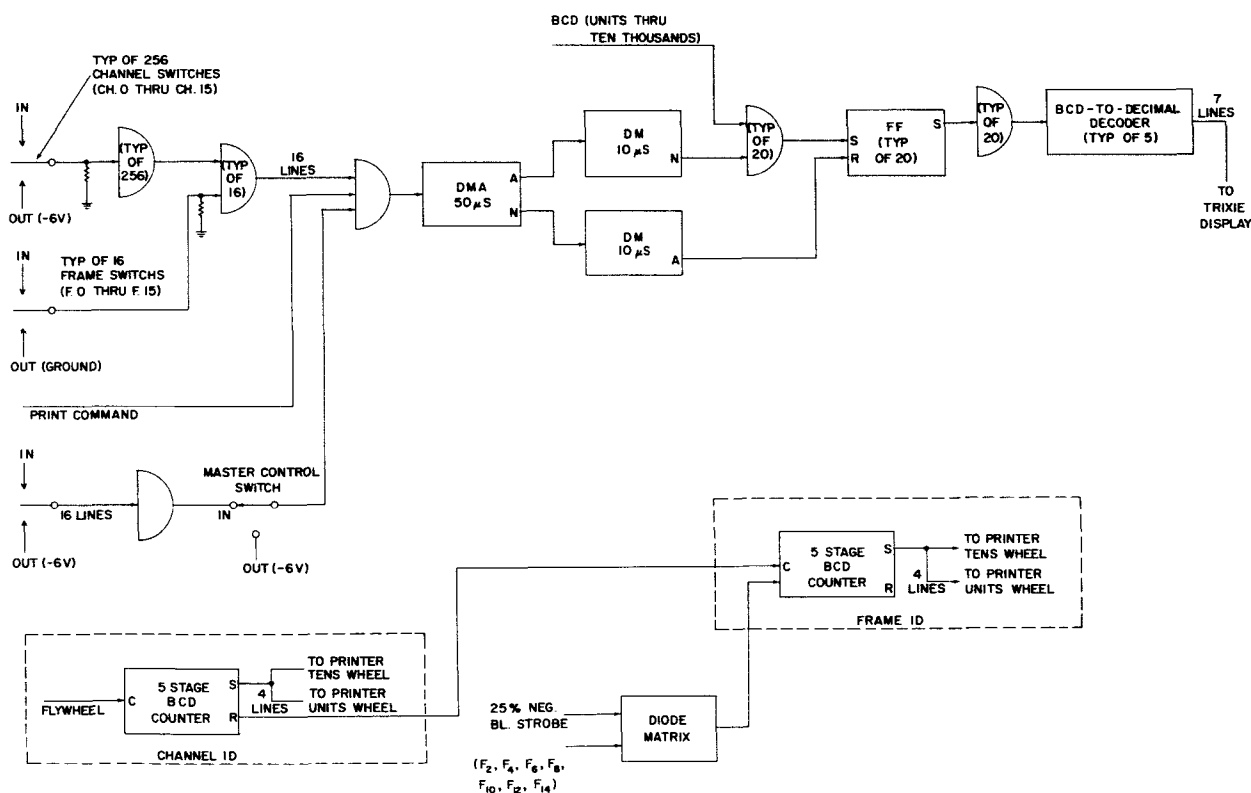 BCD (UNITS THRU
TEN THOUSANDS)
TYP OF 256
CHANNEL SWITCHES
(CH. 0 THRU CH. 15)
IN
OUT (-6V)
(TYP
OF
256)
(TYP
OF
16)
16
LINES
IN
TYP OF 16
FRAME SWITCHS
(F. 0 THRU F. 15)
OUT (GROUND)
PRINT COMMAND
DMA
50 μS
A
N
DM
10 μS
N
DM
10 μS
A
(TYP
OF
20)
S
R
FF
(TYP
OF 20)
S
(TYP
OF
20)
BCD-TO-DECIMAL
DECODER
(TYP OF 5)
7
LINES
TO
TRIXIE
DISPLAY
IN
16 LINES
OUT (-6V)
MASTER CONTROL
SWITCH
IN
OUT (-6V)
C
5 STAGE
BCD
COUNTER
S
R
4
LINES
TO PRINTER
TENS WHEEL
TO PRINTER
UNITS WHEEL
FRAME ID
FLYWHEEL
C
5 STAGE
BCD
COUNTER
S
R
4
LINES
TO PRINTER
TENS WHEEL
TO PRINTER
UNITS WHEEL
CHANNEL ID
25% NEG.
BL. STROBE
(F2, F4, F6, F8,
F10, F12, F14)
DIODE
MATRIX